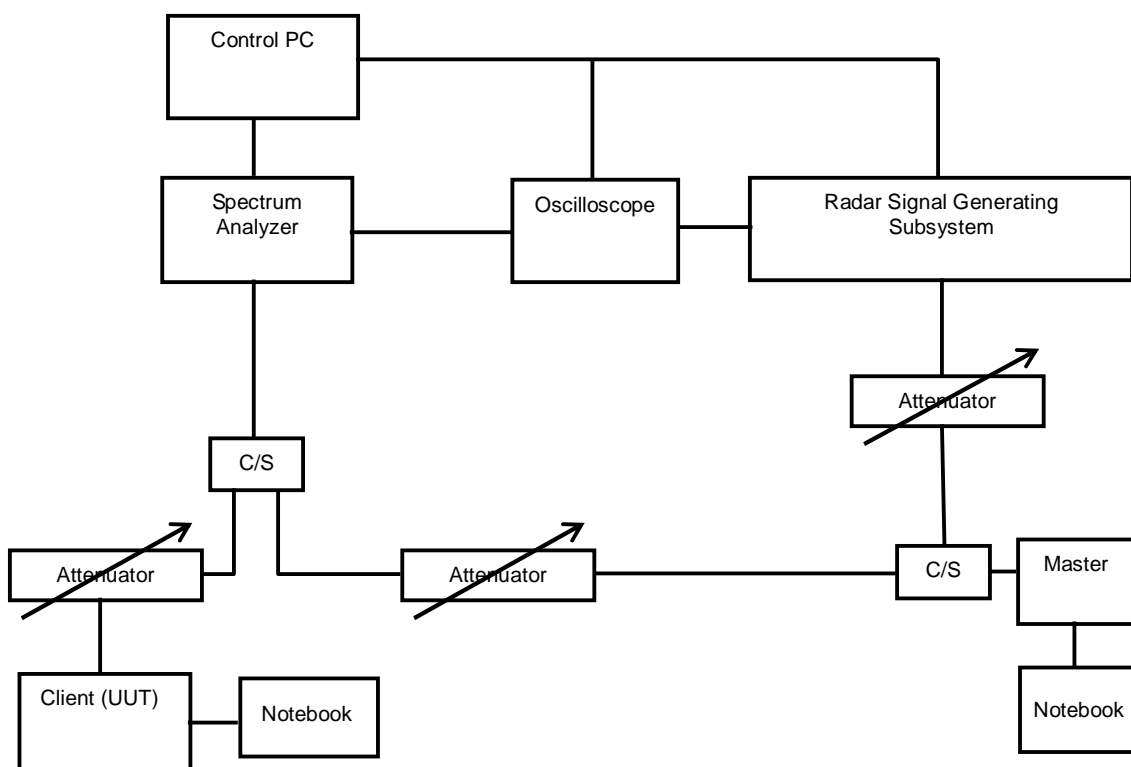 Control PC
Spectrum
Analyzer
Oscilloscope
Radar Signal Generating
Subsystem
Attenuator
C/S
Attenuator
Attenuator
C/S
Master
Client (UUT)
Notebook
Notebook